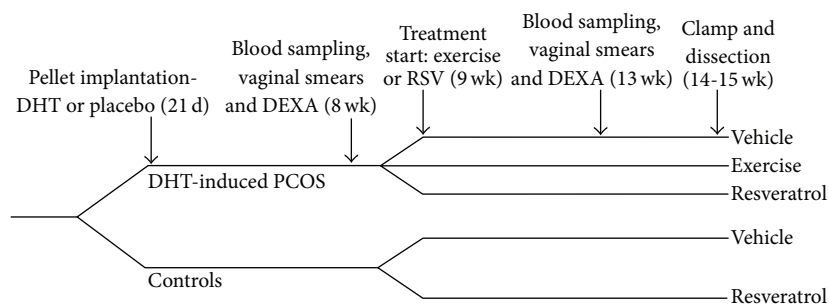 Pellet implantation-
DHT or placebo (21 d)
Blood sampling,
vaginal smears
and DEXA (8 wk)
Treatment
start: exercise
or RSV (9 wk)
Blood sampling,
vaginal smears
and DEXA (13 wk)
Clamp and
dissection
(14-15 wk)
DHT-induced PCOS
Vehicle
Exercise
Resveratrol
Controls
Vehicle
Resveratrol